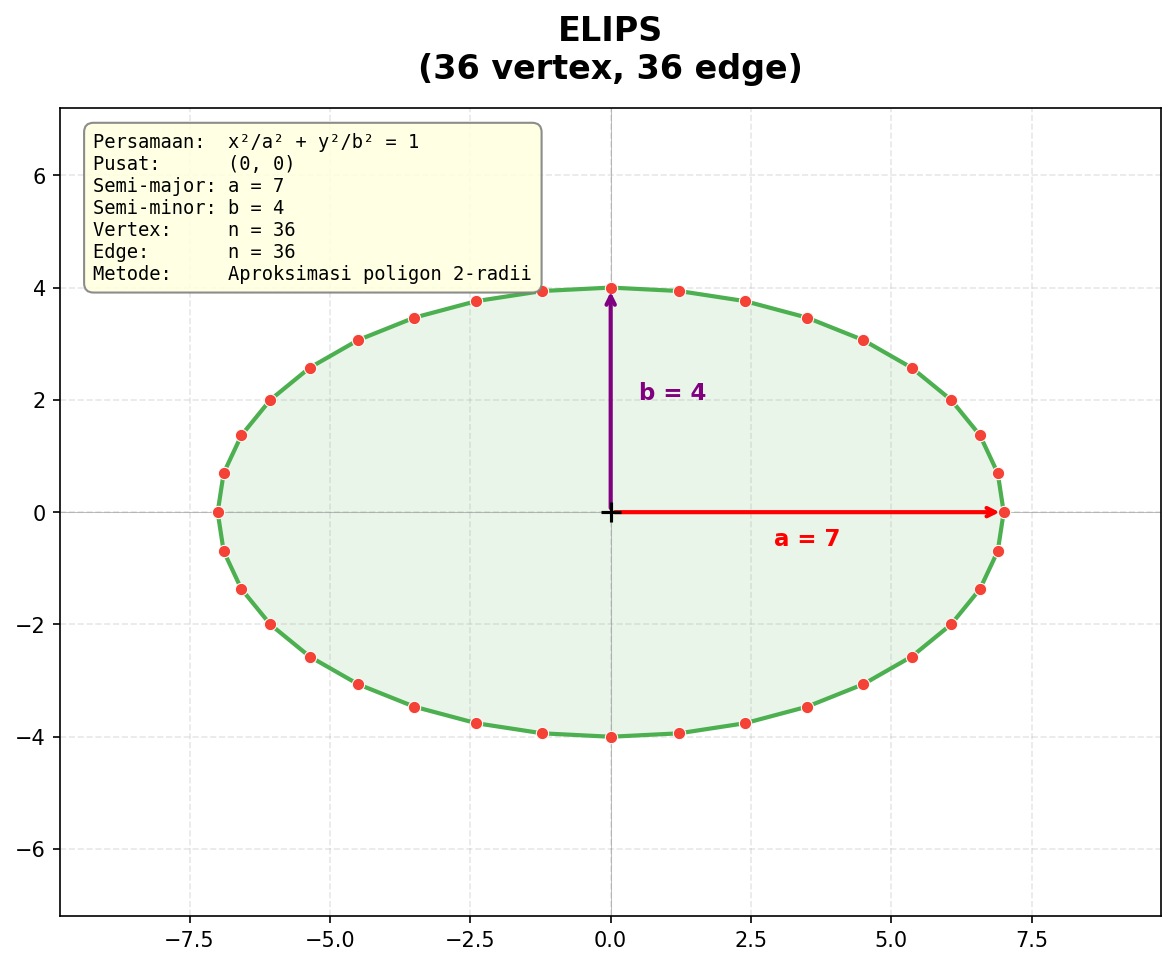 ELIPS
(36 vertex, 36 edge)
Persamaan: x²/a² + y²/b² = 1
Pusat: (0, 0)
Semi-major: a = 7
Semi-minor: b = 4
Vertex: n = 36
Edge: n = 36
Metode: Aproksimasi poligon 2-radii
6
4
2
0
−2
−4
−6
b = 4
a = 7
−7.5 −5.0 −2.5 0.0 2.5 5.0 7.5